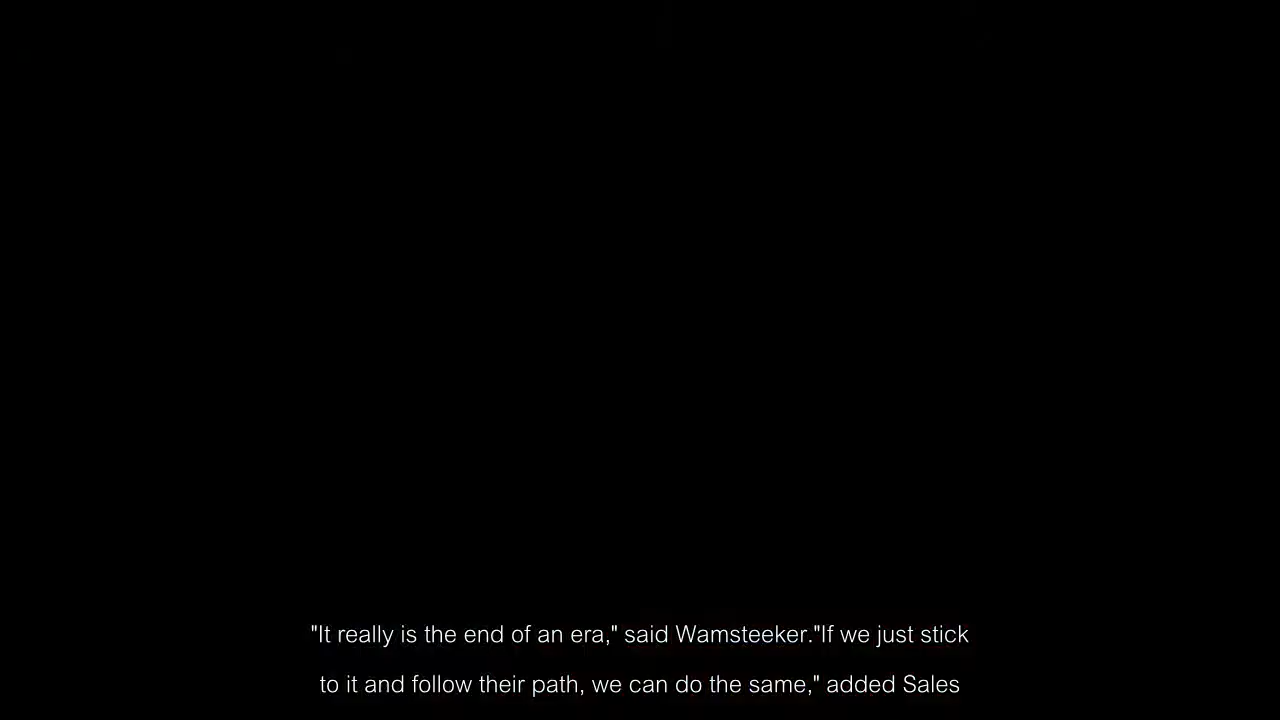 "It really is the end of an era," said Wamsteeker."If we just stick
to it and follow their path, we can do the same," added Sales